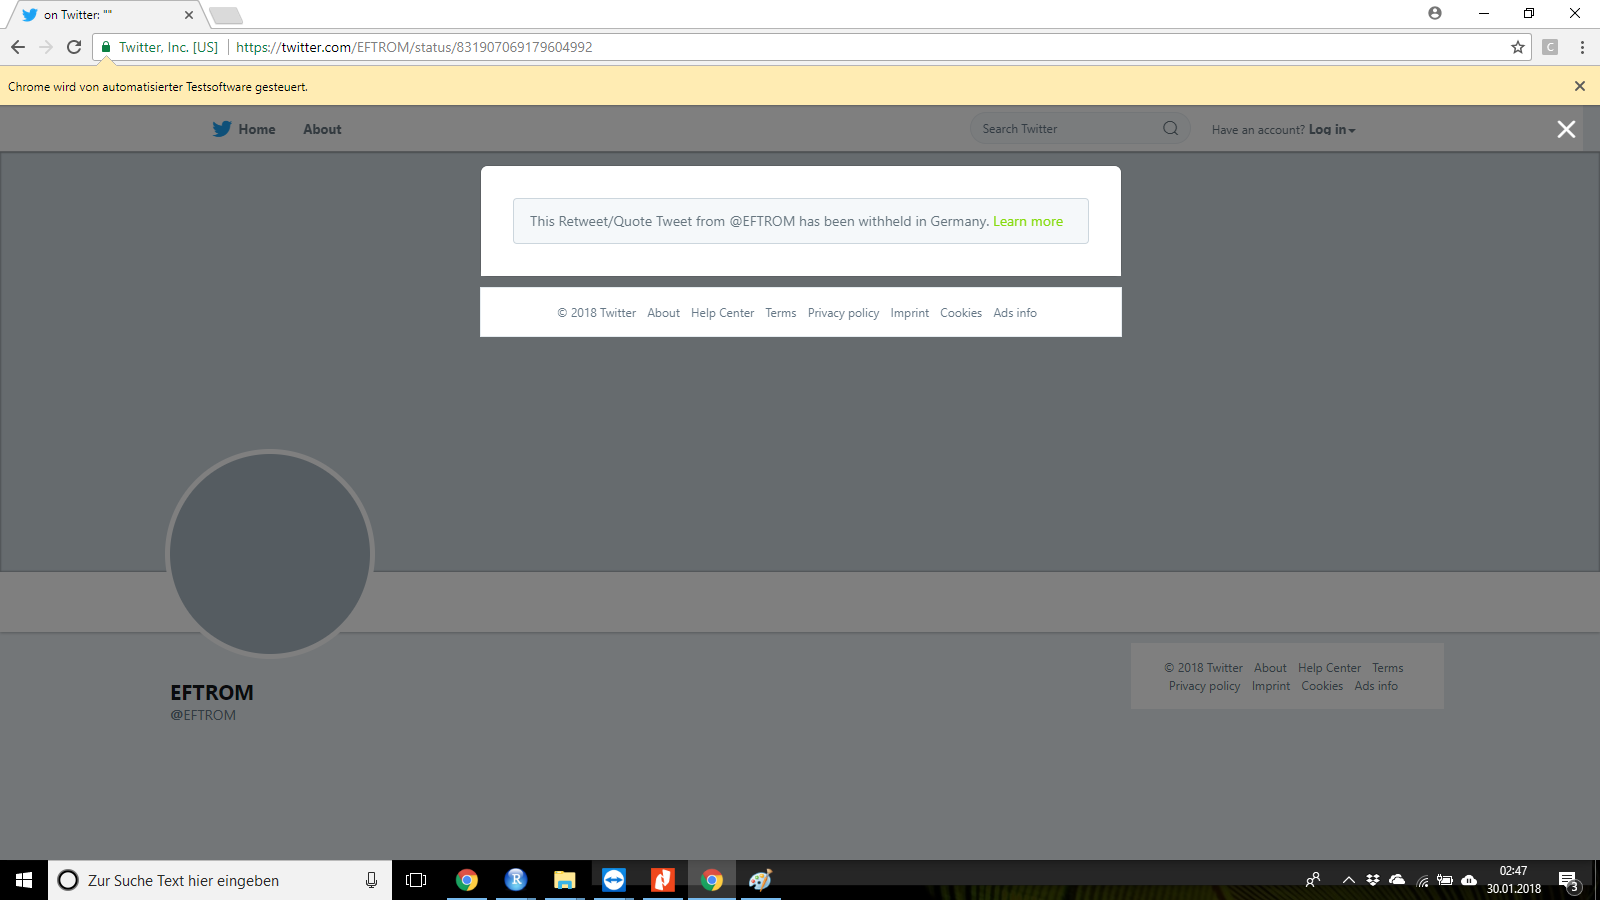 on Twitter: ""
Twitter, Inc. [US]
https://twitter.com/EFTROM/status/831907069179604992
C
Chrome wird von automatisierter Testsoftware gesteuert.
Home About
Search Twitter
Have an account? Log in
This Retweet/Quote Tweet from @EFTROM has been withheld in Germany. Learn more
© 2018 Twitter About Help Center Terms Privacy policy Imprint Cookies Ads info
EFTROM
@EFTROM
© 2018 Twitter About Help Center Terms
Privacy policy Imprint Cookies Ads info
Zur Suche Text hier eingeben
R
02:47
30.01.2018
3